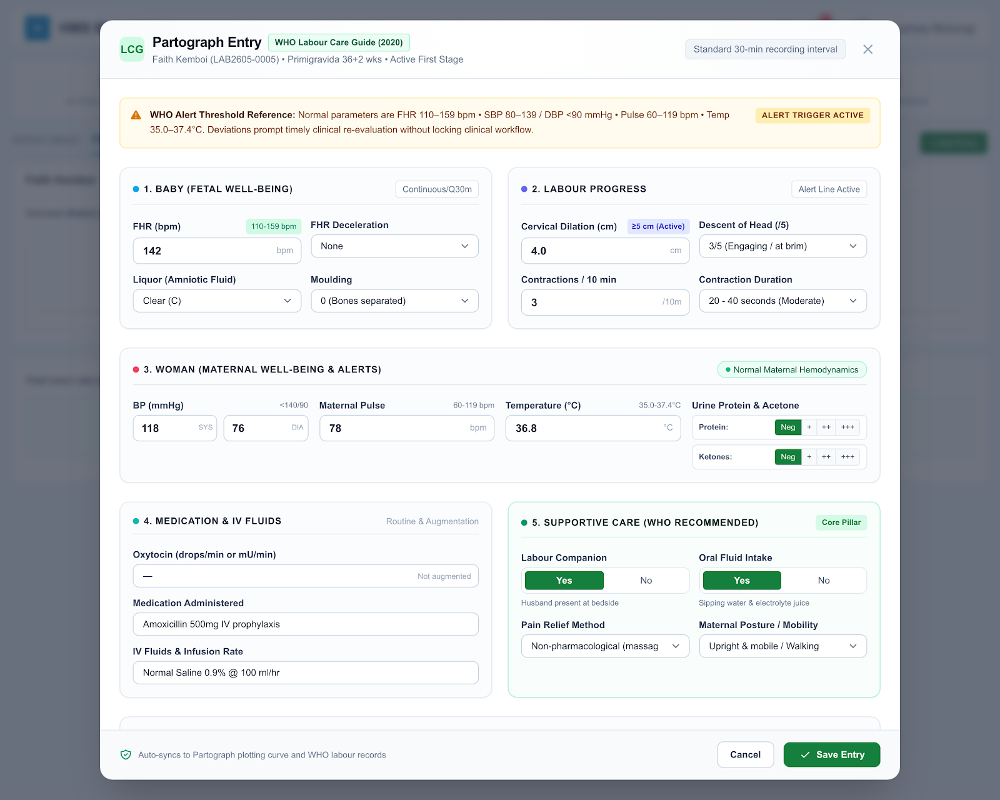 LCG
Partograph Entry
WHO Labour Care Guide (2020)
Faith Kemboi (LAB2605-0005) • Primigravida 36+2 wks • Active First Stage
Standard 30-min recording interval
WHO Alert Threshold Reference: Normal parameters are FHR 110–159 bpm • SBP 80–139 / DBP <90 mmHg • Pulse 60–119 bpm • Temp
35.0–37.4°C. Deviations prompt timely clinical re-evaluation without locking clinical workflow.
ALERT TRIGGER ACTIVE
1. BABY (FETAL WELL-BEING)
Continuous/Q30m
FHR (bpm)
110-159 bpm
FHR Deceleration
142
bpm
None
Liquor (Amniotic Fluid)
Moulding
Clear (C)
0 (Bones separated)
2. LABOUR PROGRESS
Alert Line Active
Cervical Dilation (cm)
≥5 cm (Active)
Descent of Head (/5)
4.0
cm
3/5 (Engaging / at brim)
Contractions / 10 min
Contraction Duration
3
/10m
20 - 40 seconds (Moderate)
3. WOMAN (MATERNAL WELL-BEING & ALERTS)
Normal Maternal Hemodynamics
BP (mmHg)
<140/90
Maternal Pulse
60-119 bpm
Temperature (°C)
35.0-37.4°C
Urine Protein & Acetone
118
SYS
76
DIA
78
bpm
36.8
°C
Protein:
Neg
+
++
+++
Ketones:
Neg
+
++
+++
4. MEDICATION & IV FLUIDS
Routine & Augmentation
Oxytocin (drops/min or mU/min)
—
Not augmented
Medication Administered
Amoxicillin 500mg IV prophylaxis
IV Fluids & Infusion Rate
Normal Saline 0.9% @ 100 ml/hr
5. SUPPORTIVE CARE (WHO RECOMMENDED)
Core Pillar
Labour Companion
Oral Fluid Intake
Yes
No
Yes
No
Husband present at bedside
Sipping water & electrolyte juice
Pain Relief Method
Maternal Posture / Mobility
Non-pharmacological (massag
Upright & mobile / Walking
Auto-syncs to Partograph plotting curve and WHO labour records
Cancel
Save Entry